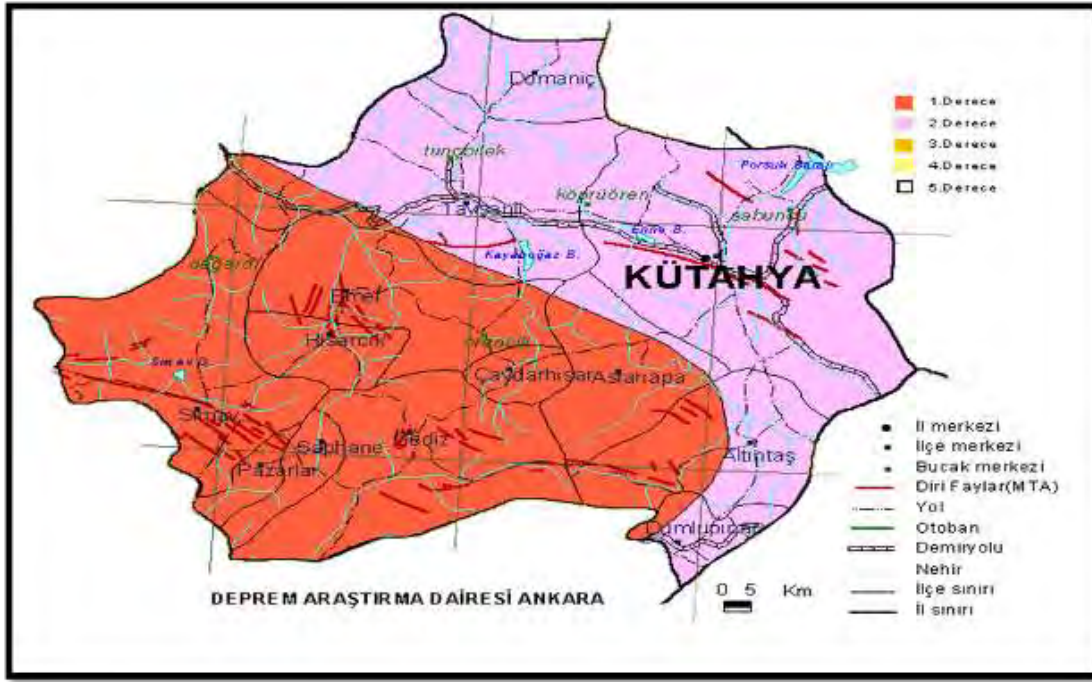 Domaniç
1.Derece
2.Derece
3.Derece
4.Derece
5.Derece
tunçbilek
Porsuk Barajı
köprüören
Tavşanlı
sabuncu
Enne B.
Kayaboğaz B.
KÜTAHYA
dağardı
Emet
Hisarcık
Çavdarhisar
Aslanapa
Simav
Gediz
Şaphane
Pazarlar
Altıntaş
Dumlupınar
İl merkezi
İlçe merkezi
Bucak merkezi
Diri Faylar(MTA)
Yol
Otoban
Demiryolu
Nehir
İlçe sınırı
İl sınırı
0 5 Km
DEPREM ARAŞTIRMA DAİRESİ ANKARA